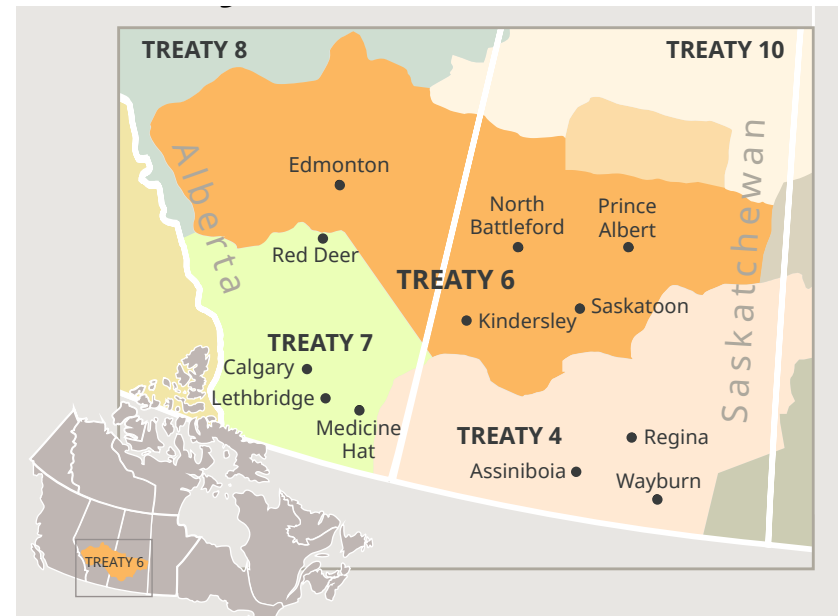 TREATY 8
TREATY 10
Alberta
Saskatchewan
Edmonton
North
Battleford
Prince
Albert
Red Deer
TREATY 6
Saskatoon
Kindersley
TREATY 7
Calgary
Lethbridge
Medicine
Hat
TREATY 4
Regina
Assiniboia
Wayburn
TREATY 6